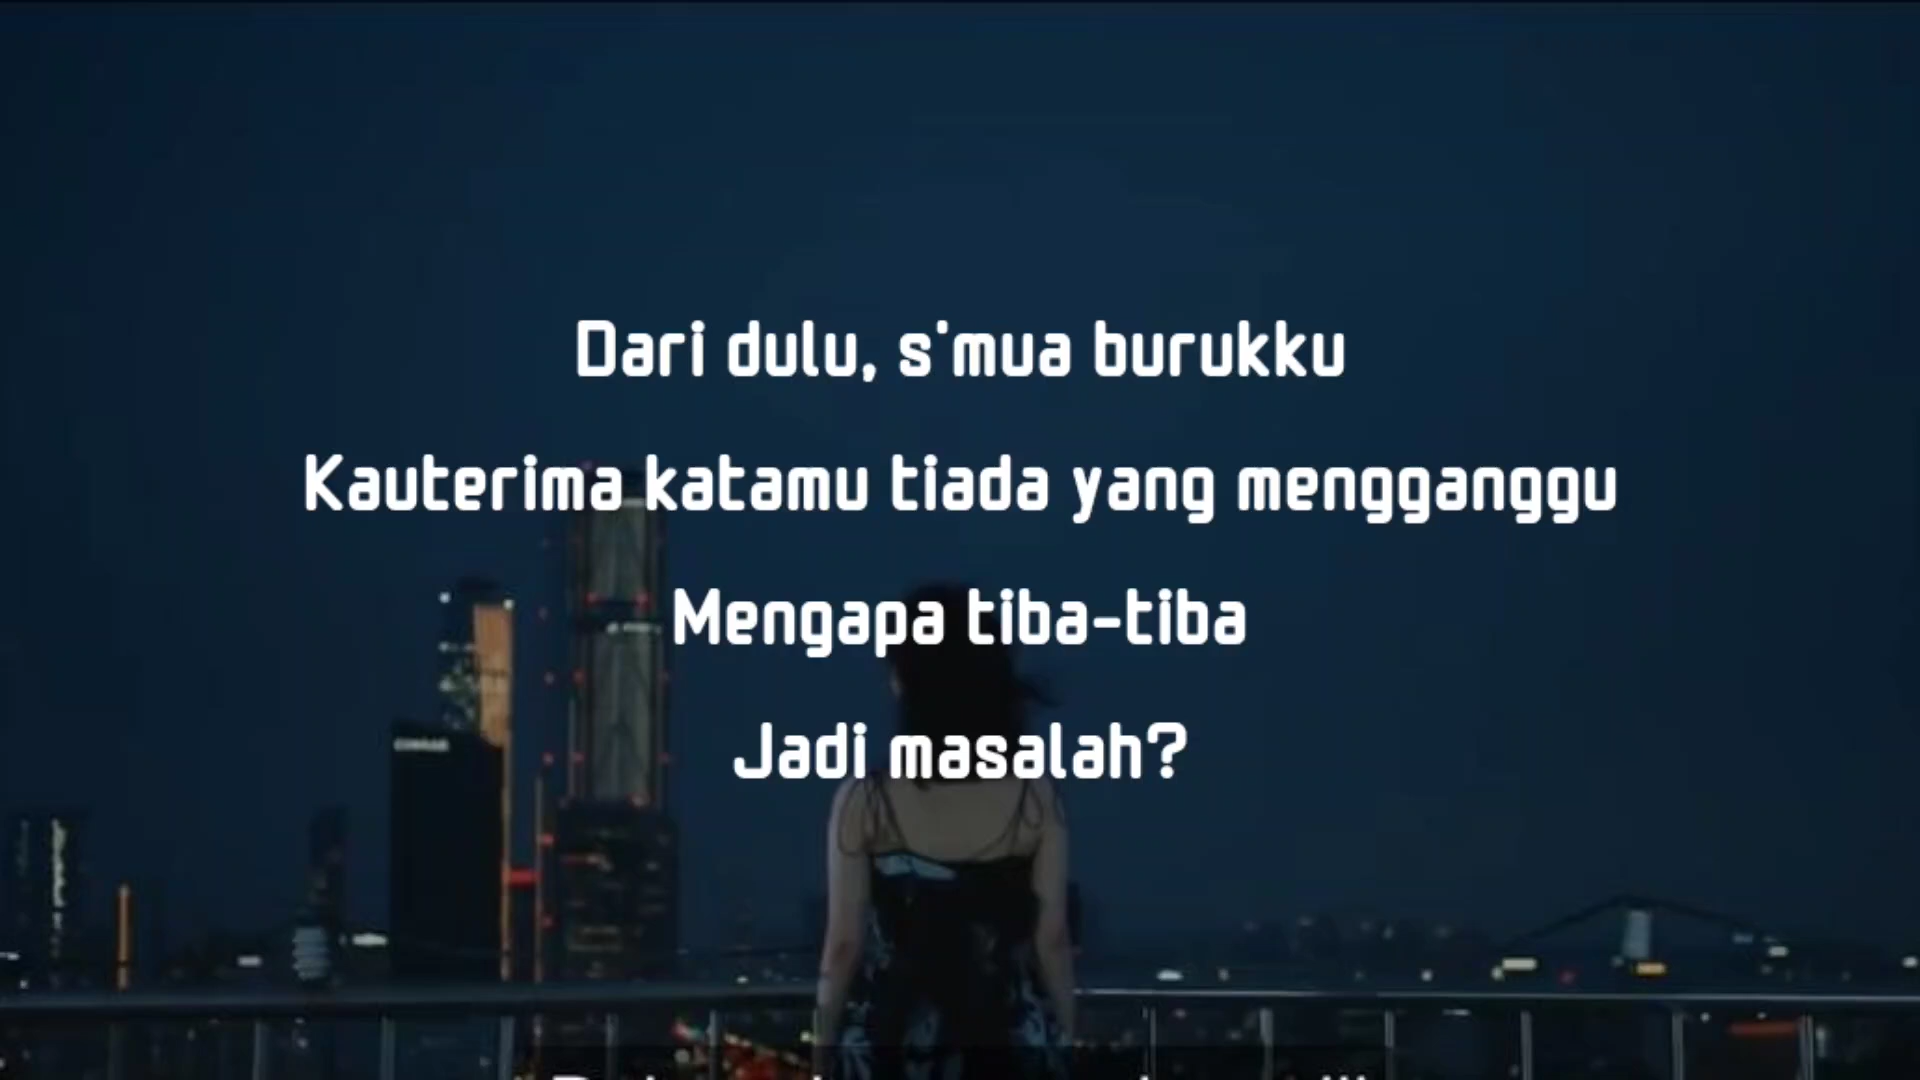 Dari dulu, s'mua burukku
Kauterima katamu tiada yang mengganggu
Mengapa tiba-tiba
Jadi masalah?